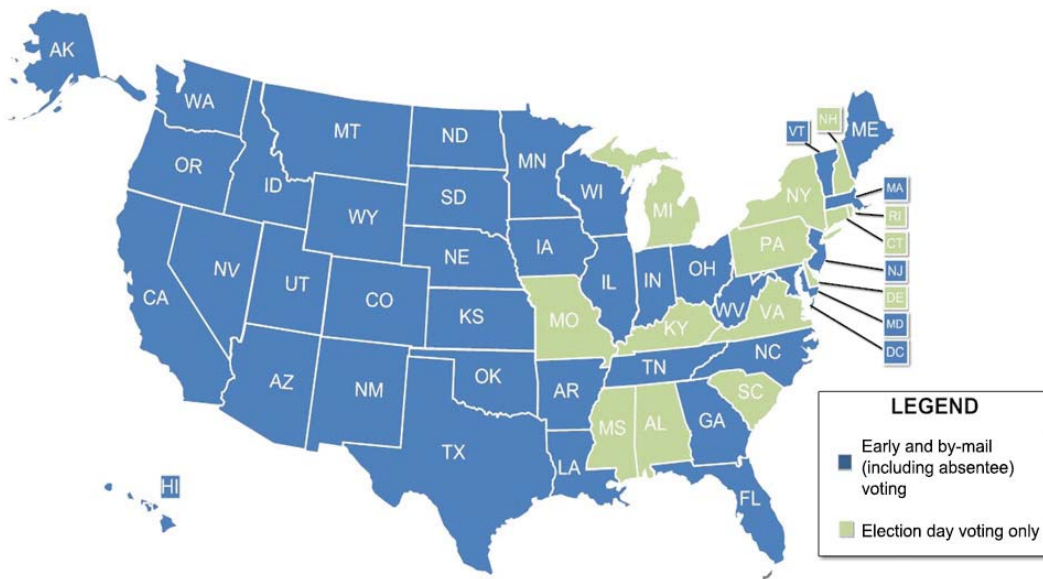 AK
WA
MT
ND
MN
VT
NH
ME
OR
ID
SD
WI
MI
NY
MA
RI
WY
IA
PA
CT
NV
NE
IL
IN
OH
NJ
CA
UT
CO
KS
MO
WV
VA
DE
KY
MD
DC
AZ
NM
OK
AR
TN
NC
SC
TX
MS
AL
GA
LA
HI
FL
LEGEND
Early and by-mail
(including absentee)
voting
Election day voting only